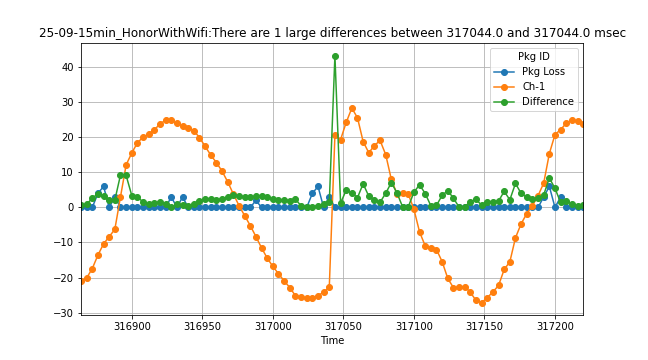 25-09-15min_HonorWithWifi:There are 1 large differences between 317044.0 and 317044.0 msec
Pkg ID
Pkg Loss
Ch-1
Difference
40
30
20
10
0
−10
−20
−30
316900 316950 317000 317050 317100 317150 317200
Time